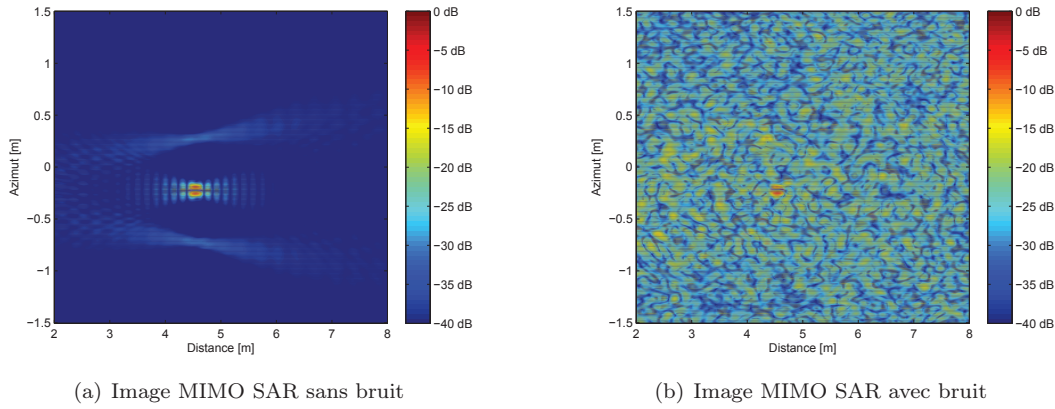 1.5
1
0.5
0
−0.5
−1
−1.5
Azimut [m]
2 3 4 5 6 7 8
Distance [m]
0 dB
−5 dB
−10 dB
−15 dB
−20 dB
−25 dB
−30 dB
−35 dB
−40 dB
(a) Image MIMO SAR sans bruit
1.5
1
0.5
0
−0.5
−1
−1.5
Azimut [m]
2 3 4 5 6 7 8
Distance [m]
0 dB
−5 dB
−10 dB
−15 dB
−20 dB
−25 dB
−30 dB
−35 dB
−40 dB
(b) Image MIMO SAR avec bruit